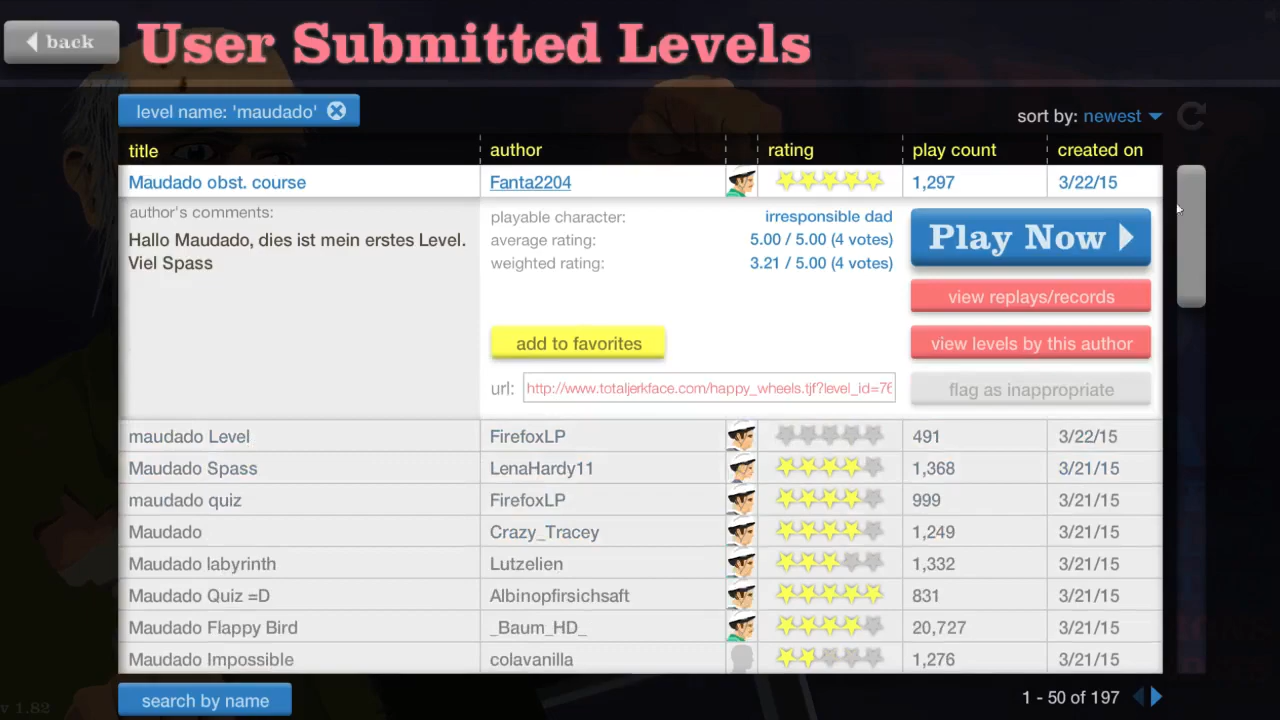 back
User Submitted Levels
level name: 'maudado'
sort by: newest
title author rating play count created on
Maudado obst. course Fanta2204 1,297 3/22/15
author's comments:
Hallo Maudado, dies ist mein erstes Level.
Viel Spass
playable character: irresponsible dad
average rating: 5.00 / 5.00 (4 votes)
weighted rating: 3.21 / 5.00 (4 votes)
add to favorites
url: http://www.totaljerkface.com/happy_wheels.tjf?level_id=76
Play Now
view replays/records
view levels by this author
flag as inappropriate
maudado Level FirefoxLP 491 3/22/15
Maudado Spass LenaHardy11 1,368 3/21/15
maudado quiz FirefoxLP 999 3/21/15
Maudado Crazy_Tracey 1,249 3/21/15
Maudado labyrinth Lutzelien 1,332 3/21/15
Maudado Quiz =D Albinopfirsichsaft 831 3/21/15
Maudado Flappy Bird _Baum_HD_ 20,727 3/21/15
Maudado Impossible colavanilla 1,276 3/21/15
search by name
1 - 50 of 197
v 1.82